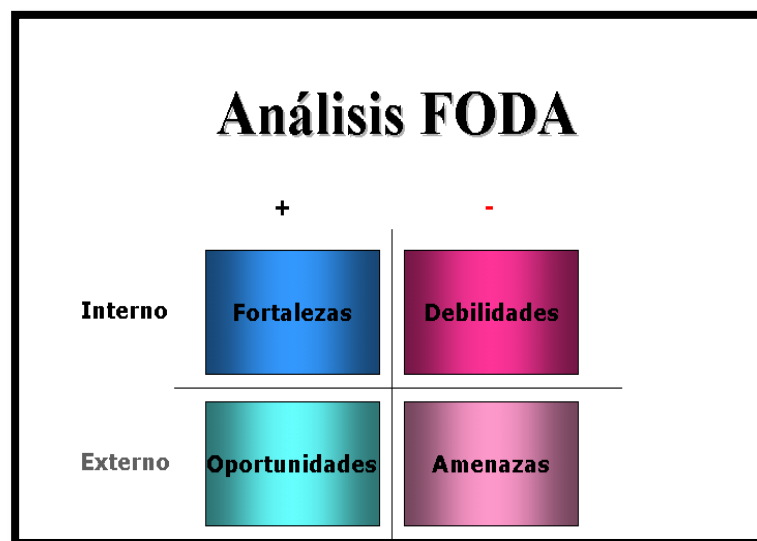 Análisis FODA
+ -
Interno Fortalezas Debilidades
Externo Oportunidades Amenazas